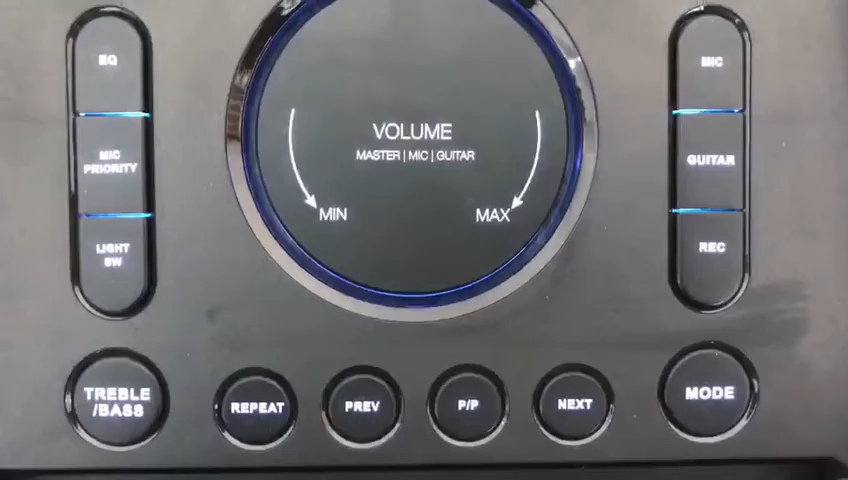 EQ
MIC
PRIORITY
LIGHT
SW
VOLUME
MASTER | MIC | GUITAR
MIN
MAX
MIC
GUITAR
REC
TREBLE
/BASS
REPEAT
PREV
P/P
NEXT
MODE